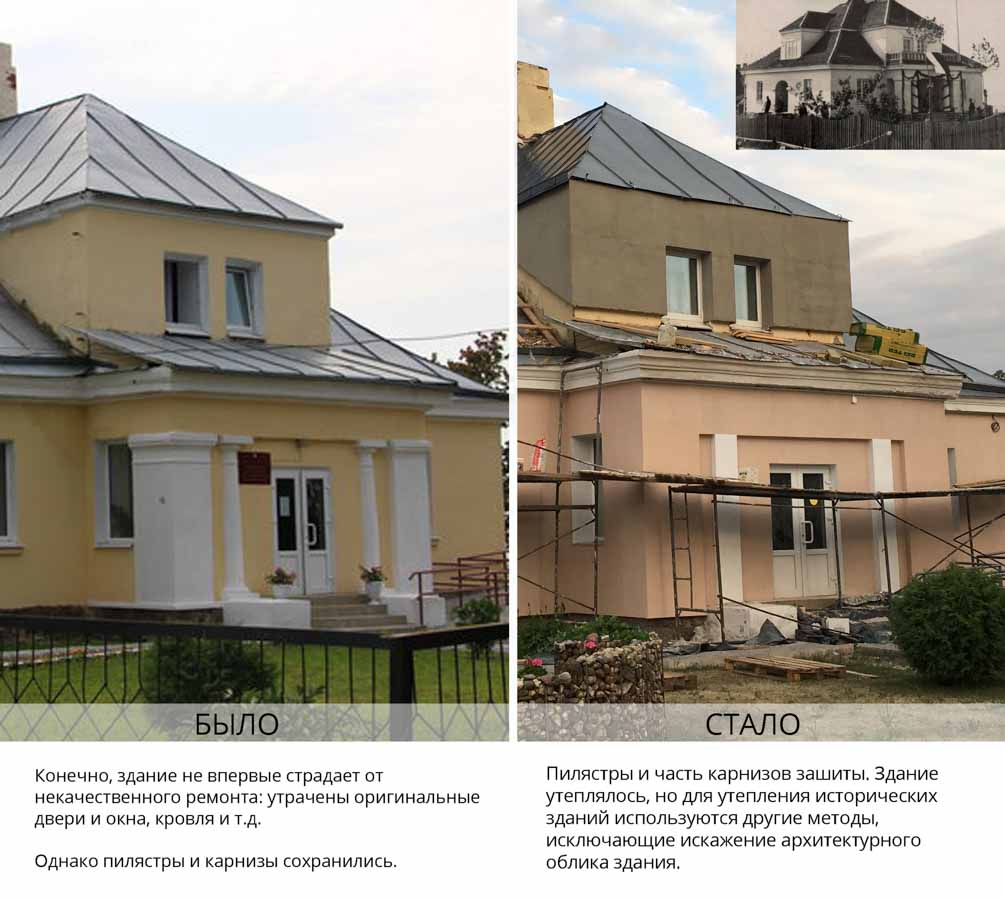 БЫЛО
Конечно, здание не впервые страдает от
некачественного ремонта: утрачены оригинальные
двери и окна, кровля и т.д.
Однако пилястры и карнизы сохранились.
СТАЛО
Пилястры и часть карнизов зашиты. Здание
утеплялось, но для утепления исторических
зданий используются другие методы,
исключающие искажение архитектурного
облика здания.